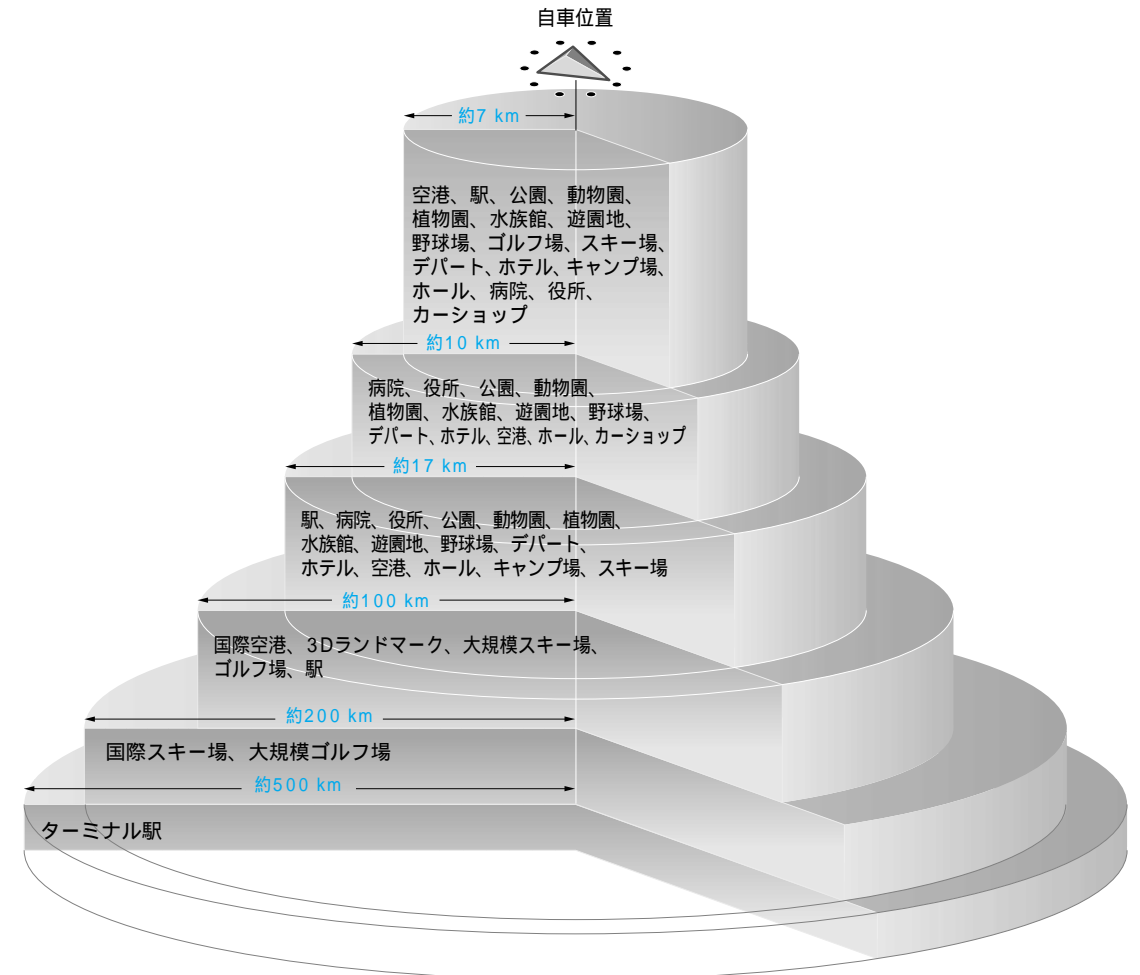 自車位置
約7 km
空港、駅、公園、動物園、
植物園、水族館、遊園地、
野球場、ゴルフ場、スキー場、
デパート、ホテル、キャンプ場、
ホール、病院、役所、
カーショップ
約10 km
病院、役所、公園、動物園、
植物園、水族館、遊園地、野球場、
デパート、ホテル、空港、ホール、カーショップ
約17 km
駅、病院、役所、公園、動物園、植物園、
水族館、遊園地、野球場、デパート、
ホテル、空港、ホール、キャンプ場、スキー場
約100 km
国際空港、3Dランドマーク、大規模スキー場、
ゴルフ場、駅
約200 km
国際スキー場、大規模ゴルフ場
約500 km
ターミナル駅